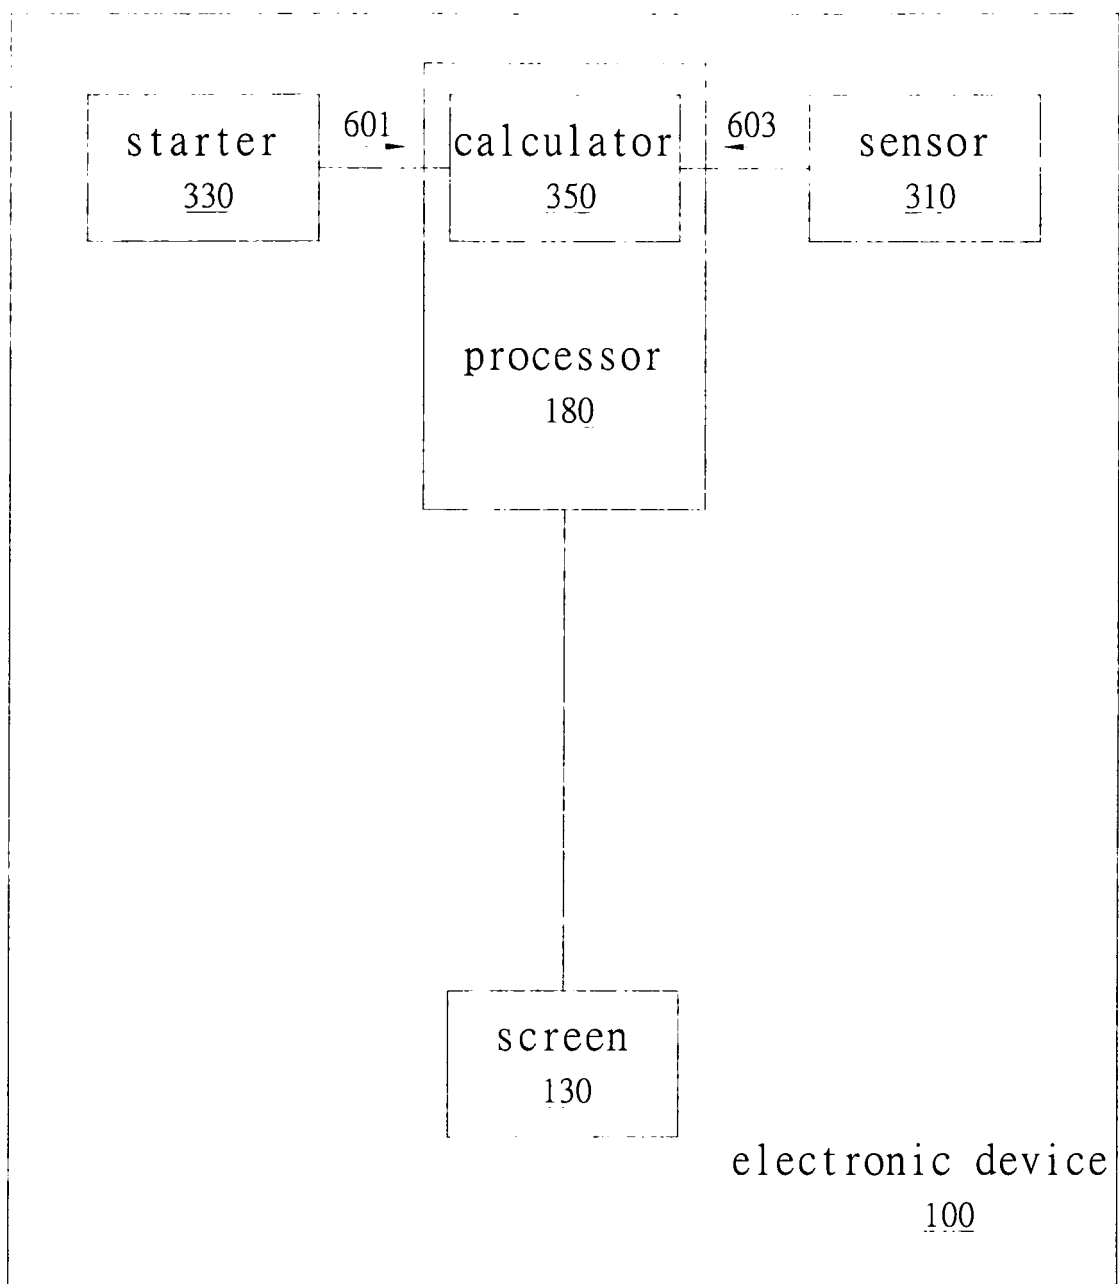 starter
330
601
calculator
350
603
sensor
310
processor
180
screen
130
electronic device
100